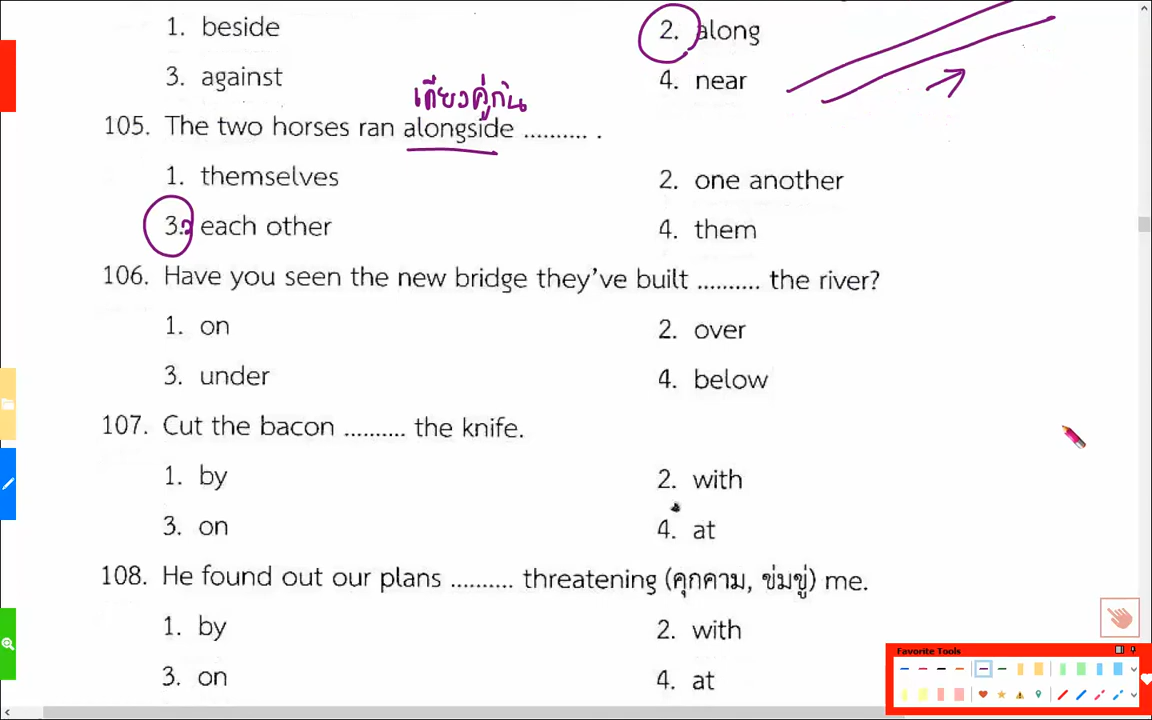 1. beside 2. along
3. against 4. near
เคียงคู่กัน
105. The two horses ran alongside .......... .
1. themselves 2. one another
3. each other 4. them
106. Have you seen the new bridge they've built .......... the river?
1. on 2. over
3. under 4. below
107. Cut the bacon .......... the knife.
1. by 2. with
3. on 4. at
108. He found out our plans .......... threatening (คุกคาม, ข่มขู่) me.
1. by 2. with
3. on 4. at
Favorite Tools